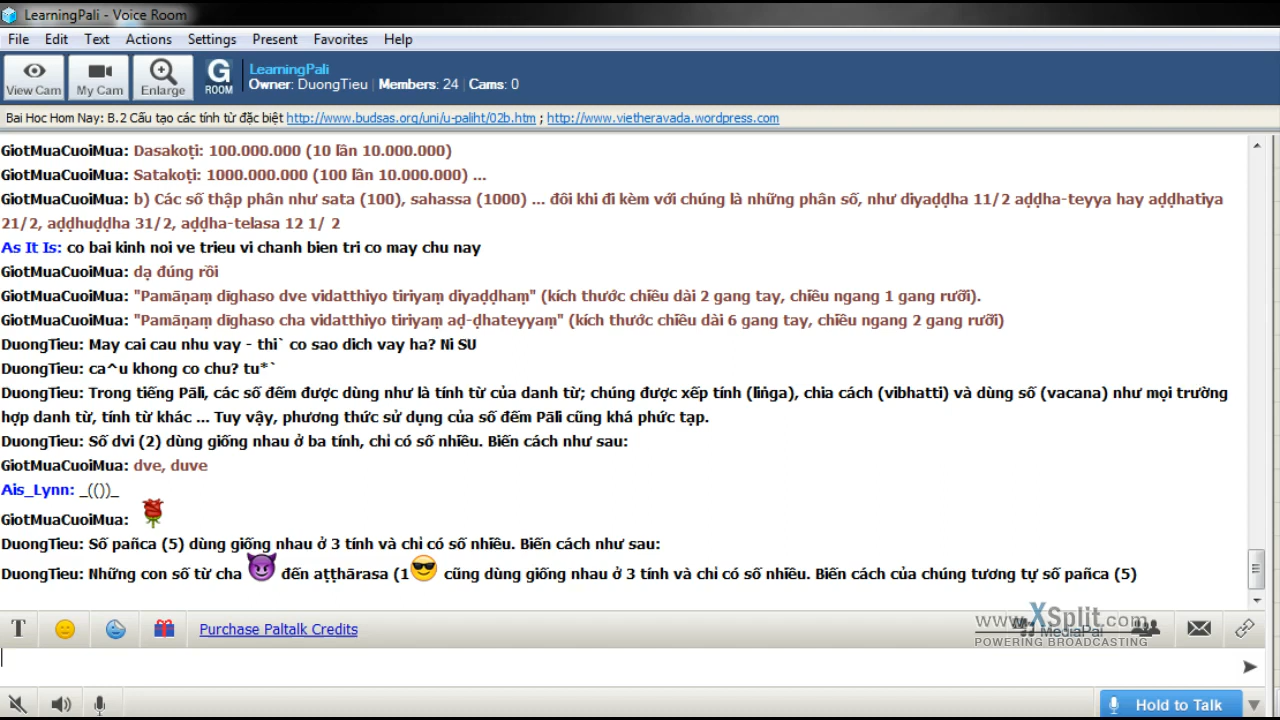 LearningPali - Voice Room
File Edit Text Actions Settings Present Favorites Help
View Cam
My Cam
Enlarge
G
ROOM
LearningPali
Owner: DuongTieu | Members: 24 | Cams: 0
Bai Hoc Hom Nay: B.2 Cấu tạo các tính từ đặc biệt http://www.budsas.org/uni/u-paliht/02b.htm ; http://www.vietheravada.wordpress.com
GiotMuaCuoiMua: Dasakoṭi: 100.000.000 (10 lần 10.000.000)
GiotMuaCuoiMua: Satakoṭi: 1000.000.000 (100 lần 10.000.000) ...
GiotMuaCuoiMua: b) Các số thập phân như sata (100), sahassa (1000) ... đôi khi đi kèm với chúng là những phân số, như diyaḍḍha 11/2 aḍḍha-teyya hay aḍḍhatiya
21/2, aḍḍhuḍḍha 31/2, aḍḍha-telasa 12 1/ 2
As It Is: co bai kinh noi ve trieu vi chanh bien tri co may chu nay
GiotMuaCuoiMua: dạ đúng rồi
GiotMuaCuoiMua: "Pamāṇaṃ dīghaso dve vidatthiyo tiriyaṃ diyaḍḍhaṃ" (kích thước chiều dài 2 gang tay, chiều ngang 1 gang rưỡi).
GiotMuaCuoiMua: "Pamāṇaṃ dīghaso cha vidatthiyo tiriyaṃ aḍ-ḍhateyyaṃ" (kích thước chiều dài 6 gang tay, chiều ngang 2 gang rưỡi)
DuongTieu: May cai cau nhu vay - thi` co sao dich vay ha? Ni SU
DuongTieu: ca^u khong co chu? tu*`
DuongTieu: Trong tiếng Pāli, các số đếm được dùng như là tính từ của danh từ; chúng được xếp tính (liṅga), chia cách (vibhatti) và dùng số (vacana) như mọi trường
hợp danh từ, tính từ khác ... Tuy vậy, phương thức sử dụng của số đếm Pāli cũng khá phức tạp.
DuongTieu: Số dvi (2) dùng giống nhau ở ba tính, chỉ có số nhiều. Biến cách như sau:
GiotMuaCuoiMua: dve, duve
Ais_Lynn: _(())_
GiotMuaCuoiMua:
DuongTieu: Số pañca (5) dùng giống nhau ở 3 tính và chỉ có số nhiều. Biến cách như sau:
DuongTieu: Những con số từ cha đến aṭṭhārasa (1 cũng dùng giống nhau ở 3 tính và chỉ có số nhiều. Biến cách của chúng tương tự số pañca (5)
T Purchase Paltalk Credits
www.XSplit.com
MediaPal
POWERING BROADCASTING
Hold to Talk